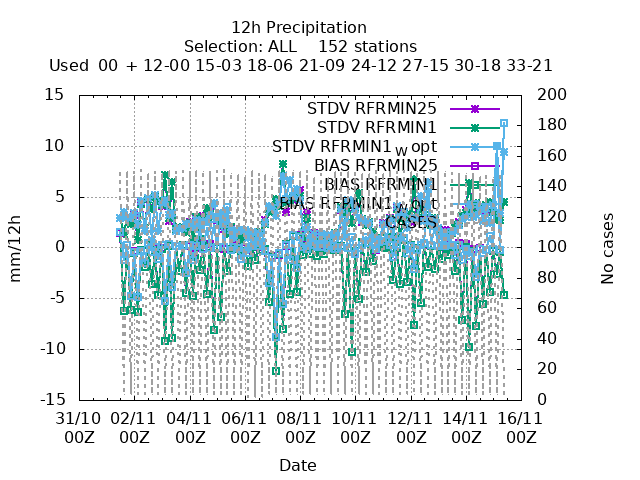 12h Precipitation
Selection: ALL 152 stations
Used 00 + 12-00 15-03 18-06 21-09 24-12 27-15 30-18 33-21
15 200
STDV RFRMIN25
180
STDV RFRMIN1
10 160
STDV RFRMIN1w opt
BIAS RFRMIN25
BIAS RFRMIN1 140
5
BIAS RFRMIN1w opt
120
CASES
0 100
80
-5
60
-10 40
20
-15 0
mm/12h
No cases
31/10 02/11 04/11 06/11 08/11 10/11 12/11 14/11 16/11
00Z 00Z 00Z 00Z 00Z 00Z 00Z 00Z 00Z
Date